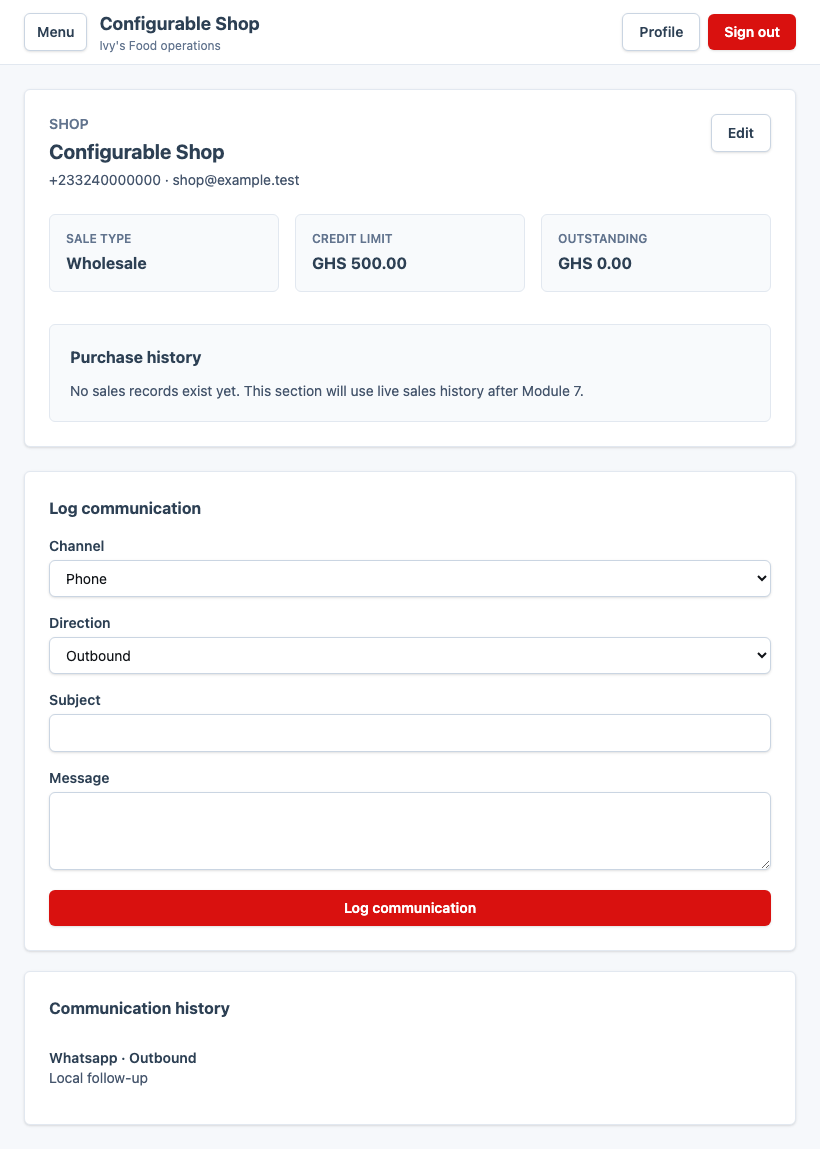 Menu
Configurable Shop
Ivy's Food operations
Profile
Sign out
SHOP
Configurable Shop
+233240000000 · shop@example.test
Edit
SALE TYPE
Wholesale
CREDIT LIMIT
GHS 500.00
OUTSTANDING
GHS 0.00
Purchase history
No sales records exist yet. This section will use live sales history after Module 7.
Log communication
Channel
Phone
Direction
Outbound
Subject
Message
Log communication
Communication history
Whatsapp · Outbound
Local follow-up